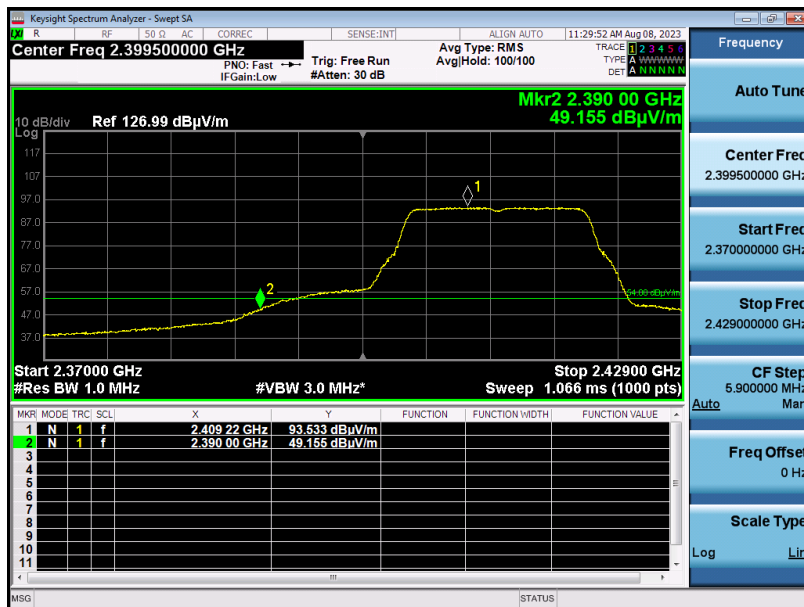 Keysight Spectrum Analyzer - Swept SA
LXI R RF 50 Ω AC CORREC SENSE:INT ALIGN AUTO 11:29:52 AM Aug 08, 2023
Center Freq 2.399500000 GHz
PNO: Fast
IFGain:Low
Trig: Free Run
#Atten: 30 dB
Avg Type: RMS
Avg|Hold: 100/100
TRACE 1 2 3 4 5 6
TYPE A WWWWW
DET A N N N N N
Mkr2 2.390 00 GHz
49.155 dBµV/m
10 dB/div Ref 126.99 dBµV/m
Log
117
107
97.0
87.0
77.0
67.0
57.0
47.0
37.0
1
2
54.00 dBµV/m
Start 2.37000 GHz Stop 2.42900 GHz
#Res BW 1.0 MHz #VBW 3.0 MHz* Sweep 1.066 ms (1000 pts)
MKR MODE TRC SCL X Y FUNCTION FUNCTION WIDTH FUNCTION VALUE
1 N 1 f 2.409 22 GHz 93.533 dBµV/m
2 N 1 f 2.390 00 GHz 49.155 dBµV/m
3
4
5
6
7
8
9
10
11
MSG STATUS
Frequency
Auto Tune
Center Freq
2.399500000 GHz
Start Freq
2.370000000 GHz
Stop Freq
2.429000000 GHz
CF Step
5.900000 MHz
Auto Man
Freq Offset
0 Hz
Scale Type
Log Lin